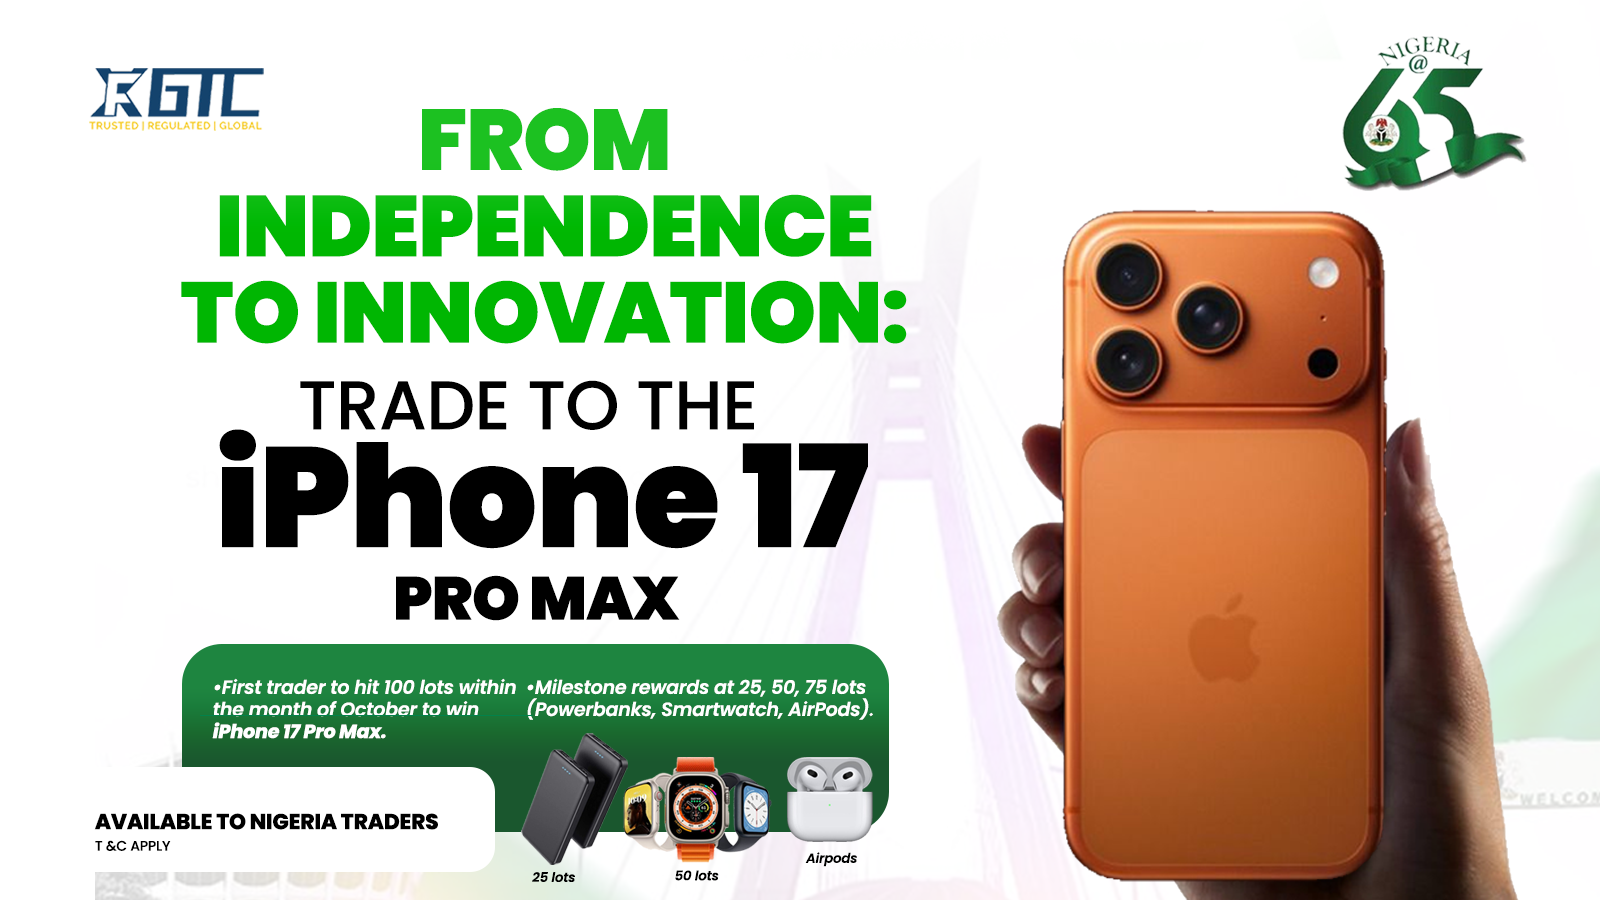 GTC
TRUSTED | REGULATED | GLOBAL
NIGERIA
@
65
FROM
INDEPENDENCE
TO INNOVATION:
TRADE TO THE
iPhone 17
PRO MAX
•First trader to hit 100 lots within
the month of October to win
iPhone 17 Pro Max.
•Milestone rewards at 25, 50, 75 lots
(Powerbanks, Smartwatch, AirPods).
AVAILABLE TO NIGERIA TRADERS
T &C APPLY
25 lots
50 lots
Airpods